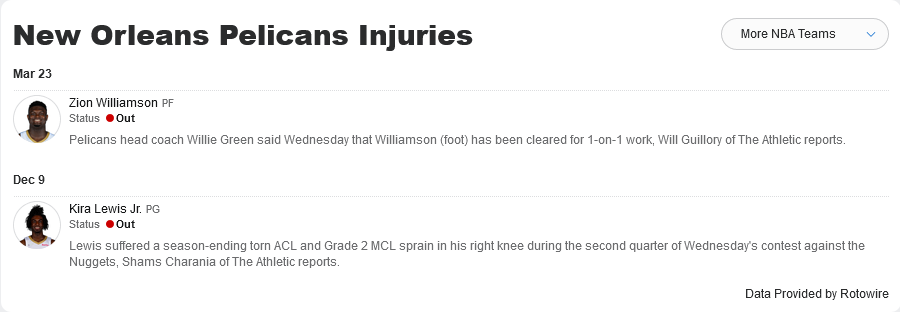 New Orleans Pelicans Injuries
More NBA Teams
Mar 23
Zion Williamson PF
Status Out
Pelicans head coach Willie Green said Wednesday that Williamson (foot) has been cleared for 1-on-1 work, Will Guillory of The Athletic reports.
Dec 9
Kira Lewis Jr. PG
Status Out
Lewis suffered a season-ending torn ACL and Grade 2 MCL sprain in his right knee during the second quarter of Wednesday's contest against the
Nuggets, Shams Charania of The Athletic reports.
Data Provided by Rotowire